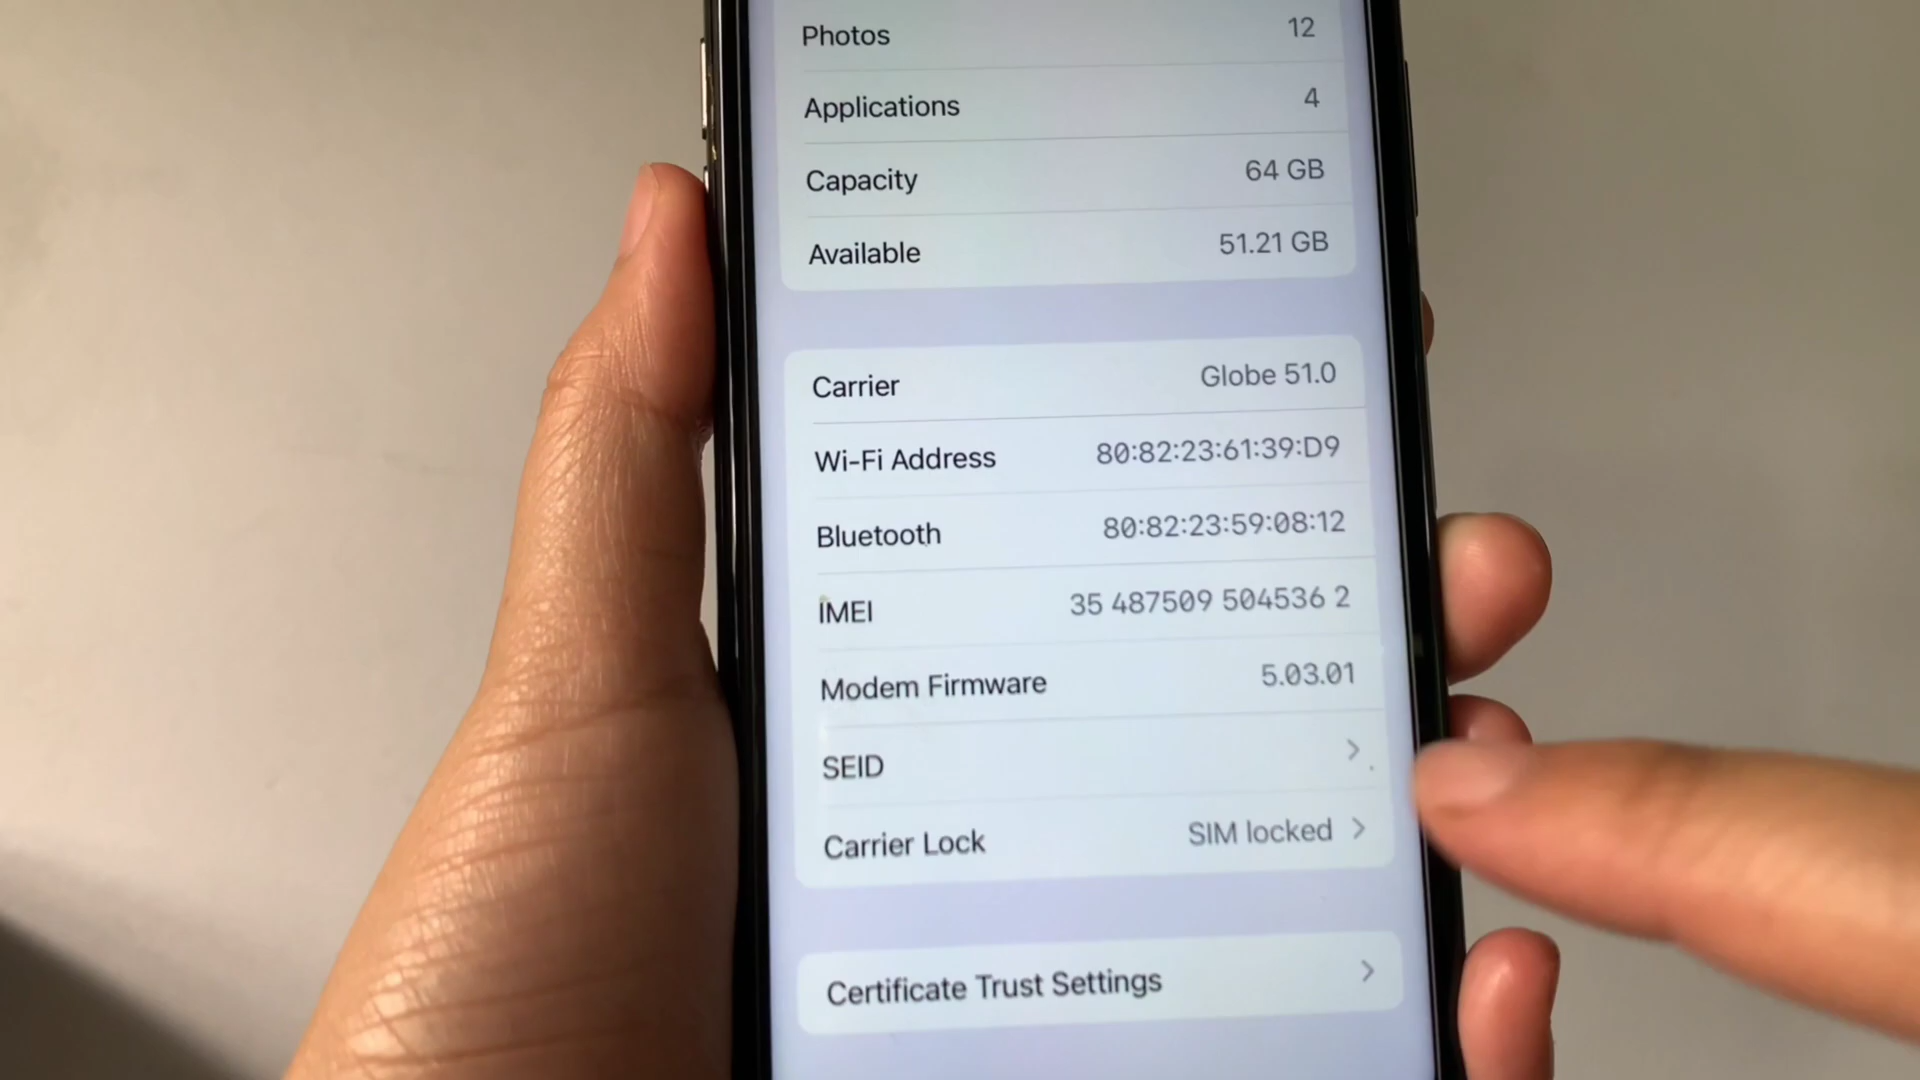 Photos 12
Applications 4
Capacity 64 GB
Available 51.21 GB
Carrier Globe 51.0
Wi-Fi Address 80:82:23:61:39:D9
Bluetooth 80:82:23:59:08:12
IMEI 35 487509 504536 2
Modem Firmware 5.03.01
SEID
Carrier Lock SIM locked
Certificate Trust Settings